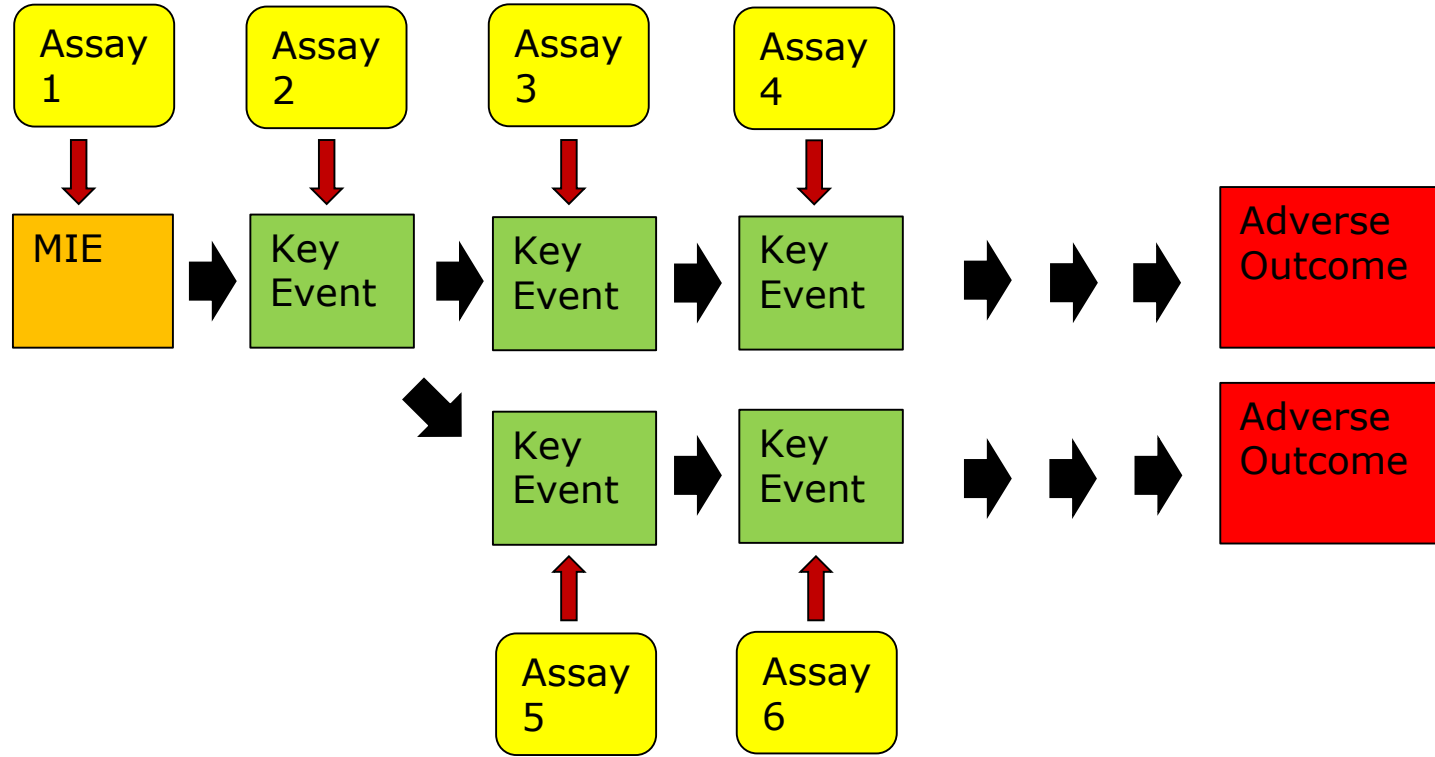 Assay
1
Assay
2
Assay
3
Assay
4
MIE
Key
Event
Key
Event
Key
Event
Adverse
Outcome
Key
Event
Key
Event
Adverse
Outcome
Assay
5
Assay
6